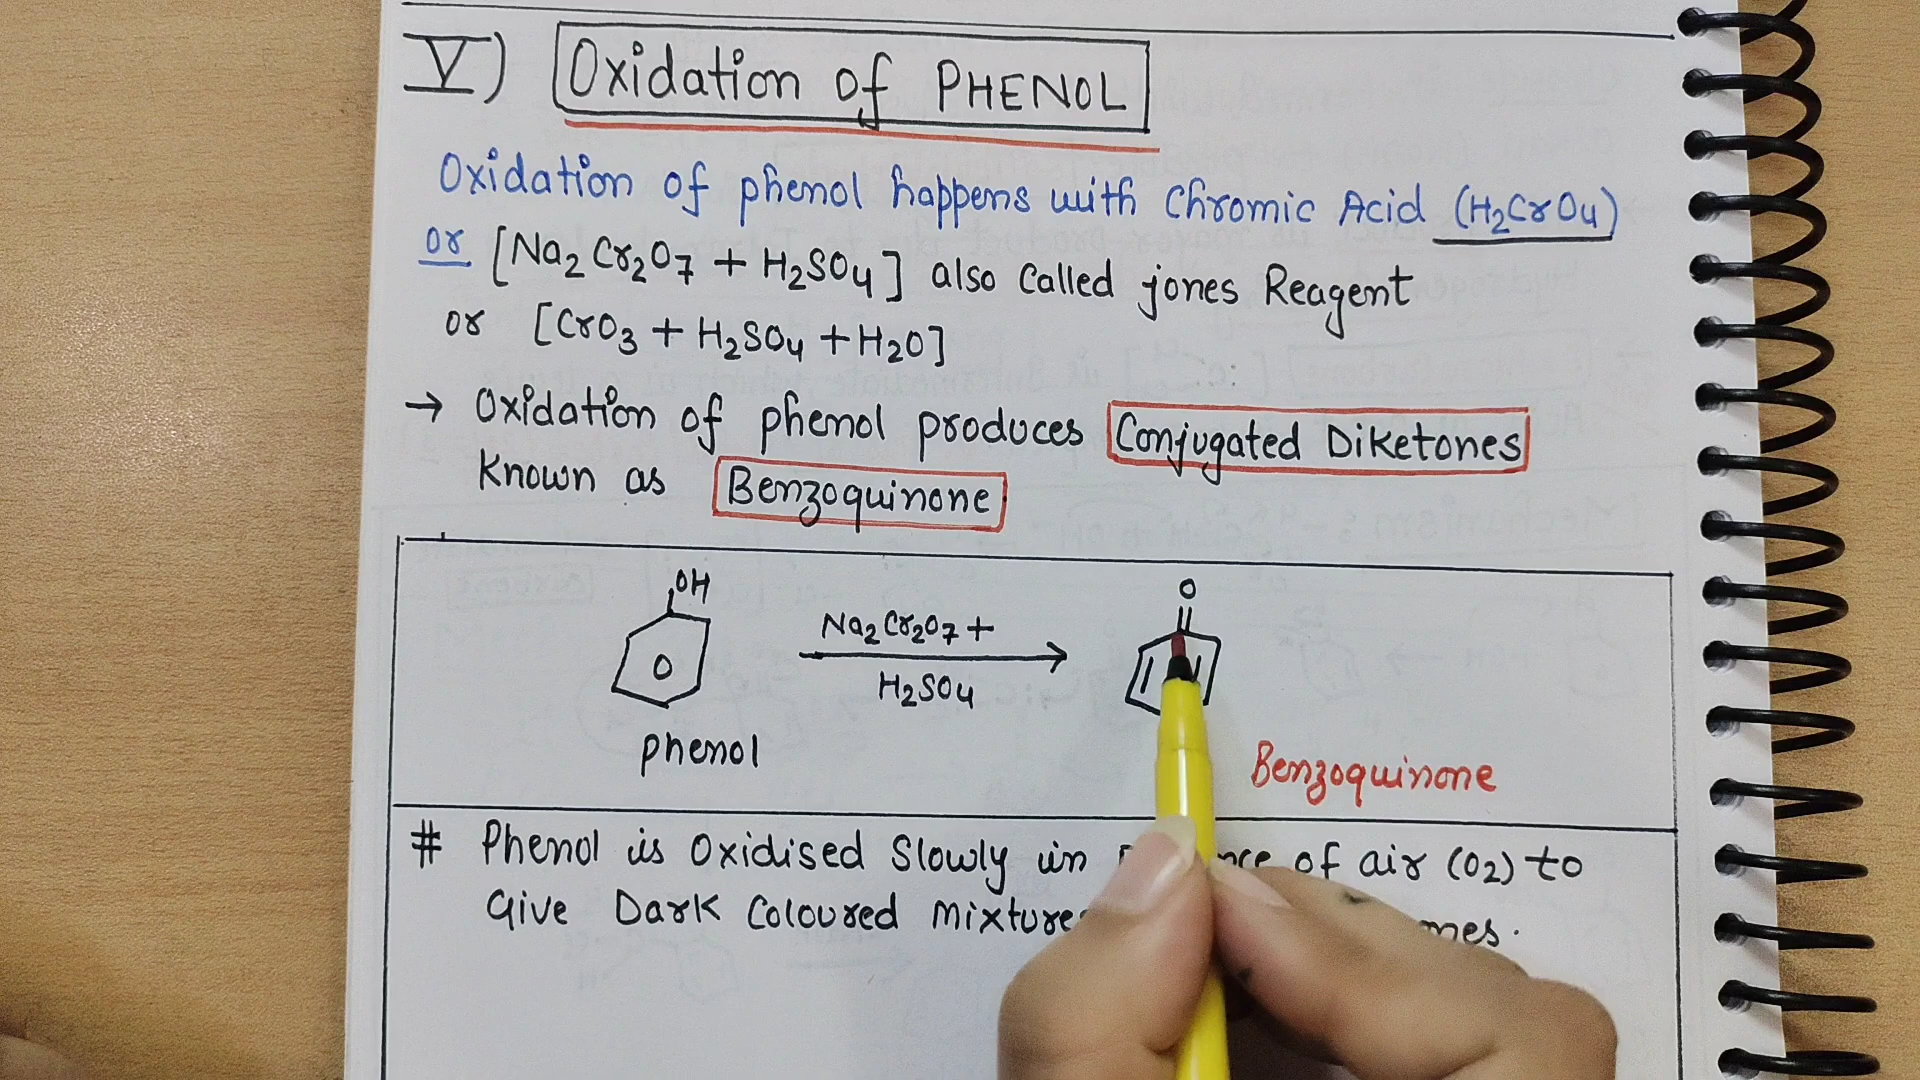 V) Oxidation of PHENOL
Oxidation of phenol happens with Chromic Acid (H2CrO4)
or [Na2Cr2O7 + H2SO4] also called jones Reagent
or [CrO3 + H2SO4 + H2O]
→ Oxidation of phenol produces Conjugated Diketones
Known as Benzoquinone
OH
O
Na2Cr2O7 +
H2SO4
phenol
Benzoquinone
# Phenol is Oxidised Slowly in of air (O2) to
Give Dark Coloured Mixture